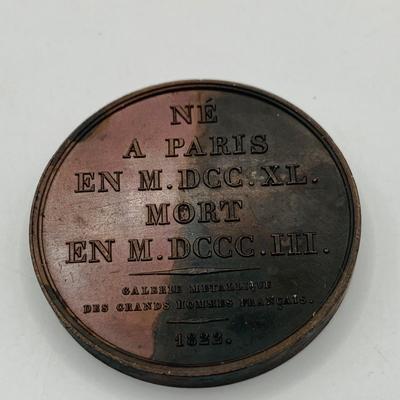 NÉ
A PARIS
EN M.DCC.XL.
MORT
EN M.DCCC.III.
GALERIE METALLIQUE
DES GRANDS HOMMES FRANÇAIS.
1822.